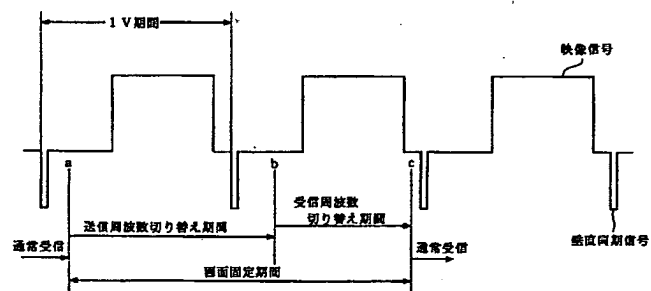 1V期間
映像信号
a
b
c
受信周波数
切り替え期間
送信周波数切り替え期間
通常受信
通常受信
垂直同期信号
画面固定期間